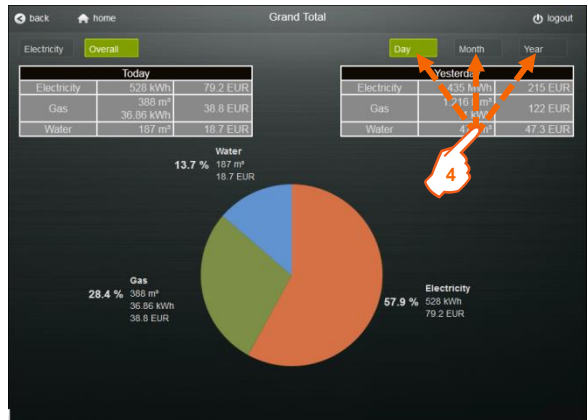 back home Grand Total logout
Electricity Overall Day Month Year
Today
Electricity 528 kWh 79.2 EUR
Gas 388 m³ 38.8 EUR
36.86 kWh
Water 187 m³ 18.7 EUR
Yesterday
Electricity 215 EUR
Gas 122 EUR
Water 47.3 EUR
4
Water
13.7 % 187 m³
18.7 EUR
Gas
28.4 % 388 m³
36.86 kWh
38.8 EUR
Electricity
57.9 % 528 kWh
79.2 EUR